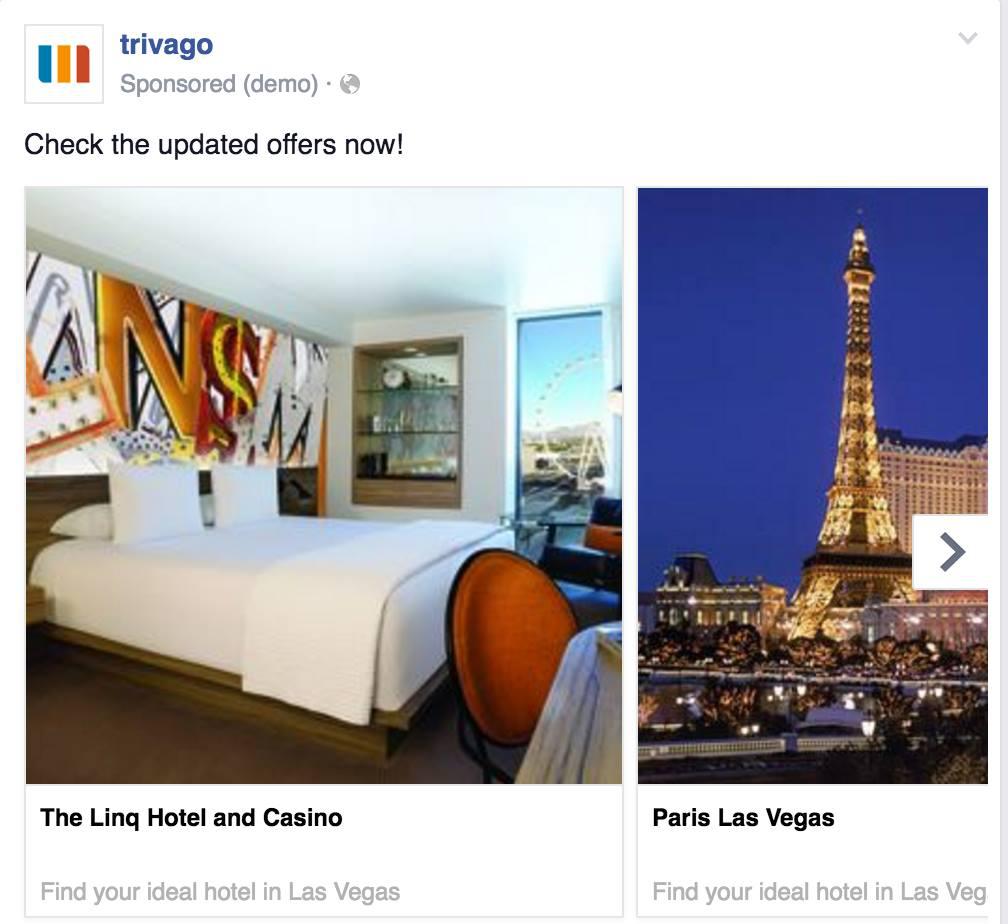 trivago
Sponsored (demo) ·
Check the updated offers now!
NS
The Linq Hotel and Casino
Paris Las Vegas
Find your ideal hotel in Las Vegas
Find your ideal hotel in Las Veg